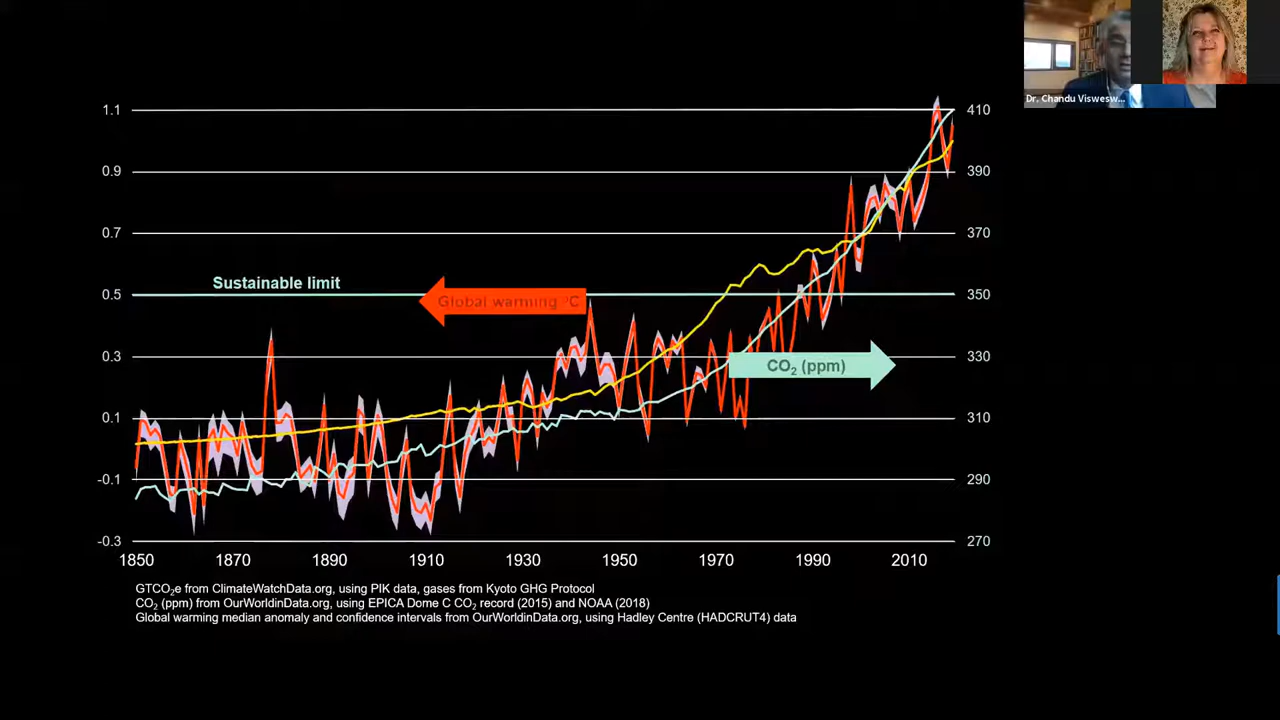 Dr. Chandu Viswesw...
1.1
410
0.9
390
0.7
370
Sustainable limit
0.5
350
Global warming °C
0.3
330
CO₂ (ppm)
0.1
310
-0.1
290
-0.3
270
1850 1870 1890 1910 1930 1950 1970 1990 2010
GTCO₂e from ClimateWatchData.org, using PIK data, gases from Kyoto GHG Protocol
CO₂ (ppm) from OurWorldinData.org, using EPICA Dome C CO₂ record (2015) and NOAA (2018)
Global warming median anomaly and confidence intervals from OurWorldinData.org, using Hadley Centre (HADCRUT4) data